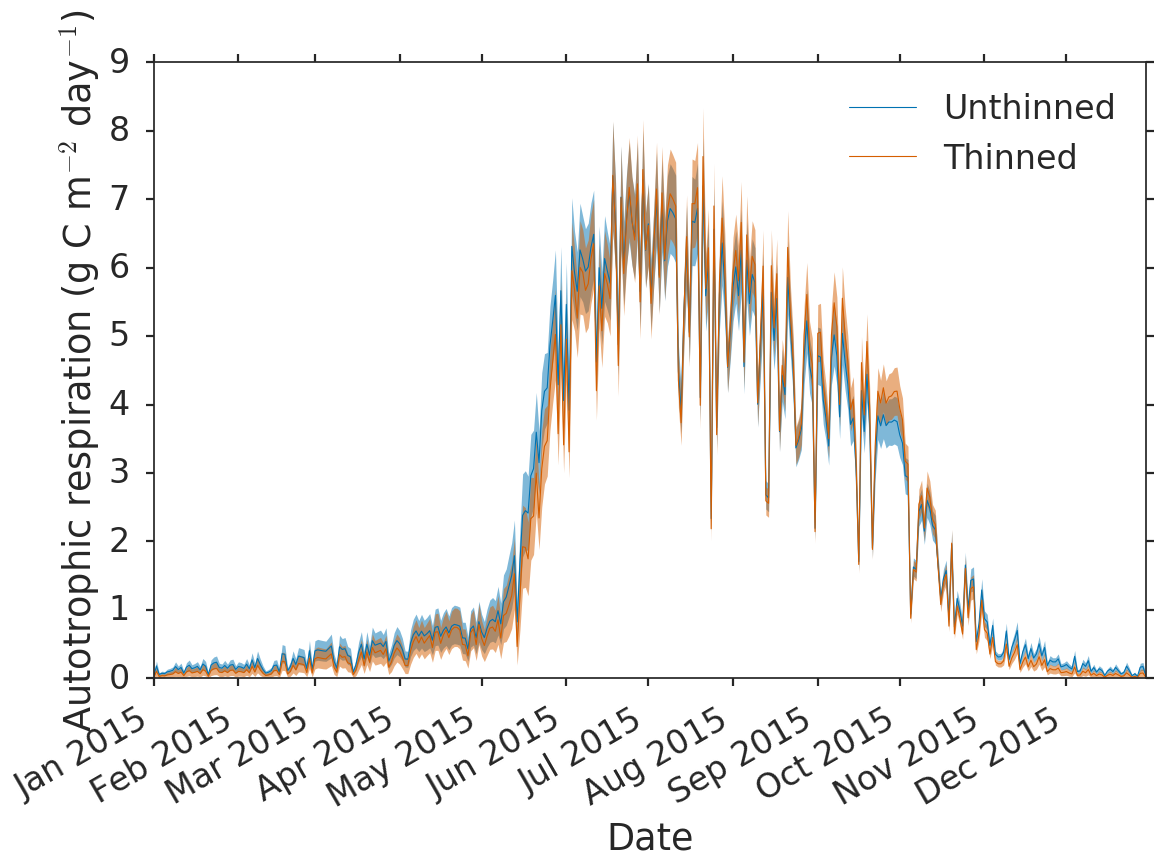 Autotrophic respiration (g C m⁻² day⁻¹)
9
8
7
6
5
4
3
2
1
0
Unthinned
Thinned
Jan 2015
Feb 2015
Mar 2015
Apr 2015
May 2015
Jun 2015
Jul 2015
Aug 2015
Sep 2015
Oct 2015
Nov 2015
Dec 2015
Date